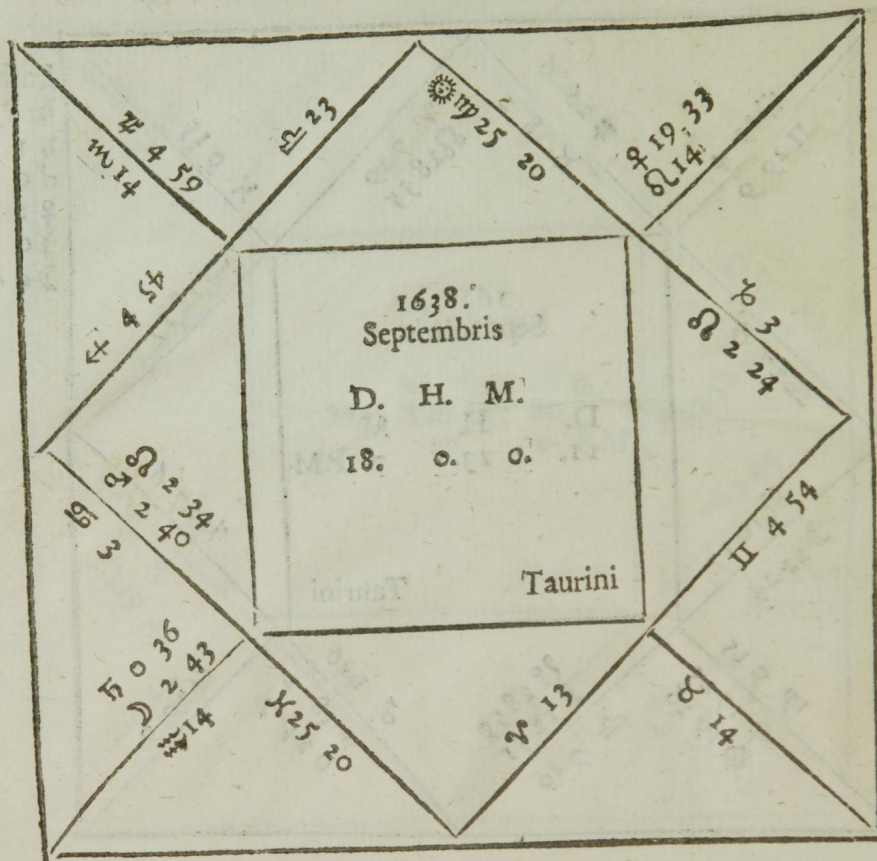 ♃ 4 59
♏ 14
♎ 23
☉ ♍ 25 20
♀ 19. 33
♌ 14
♐ 4 54
1638.
Septembris
D. H. M.
18. 0. 0.
Taurini
♑ 3
☊ 2 24
☊ 2 34
♂ 2 40
♋ 3
♊ 4 54
♄ 0 36
☽ 2 43
♒ 14
♓ 25 20
♈ 13
♉ 14